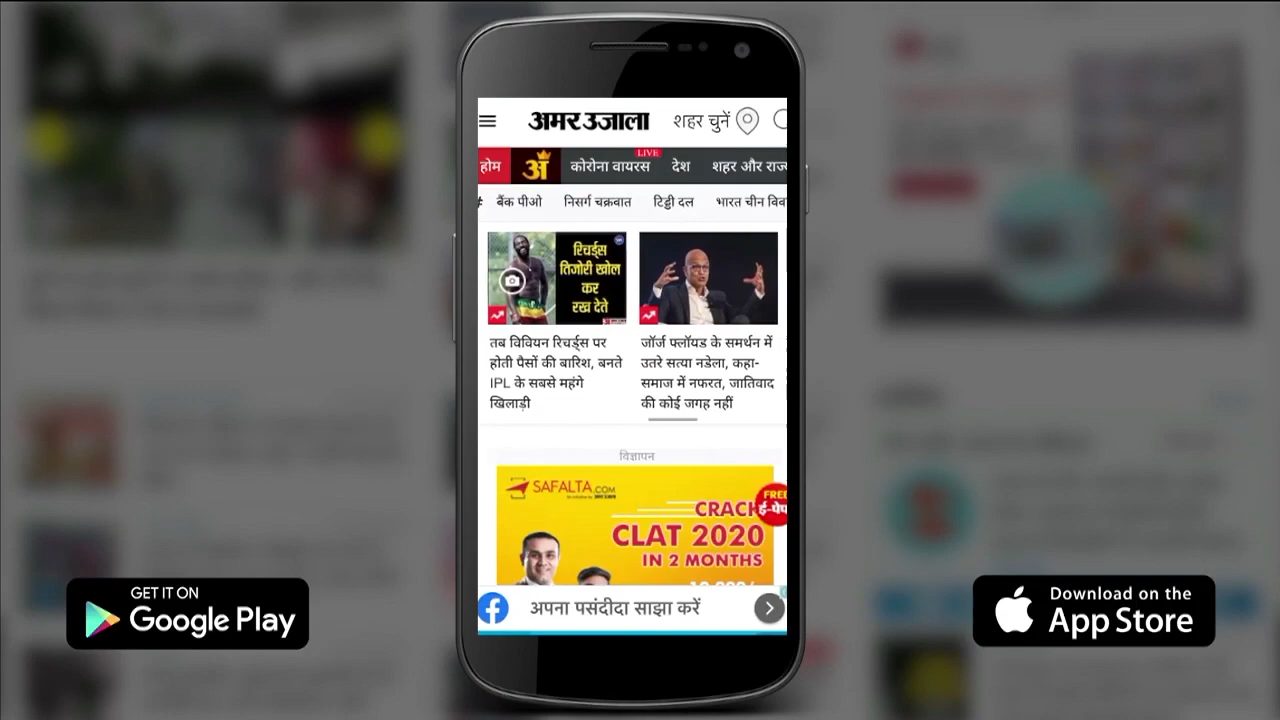 अमर उजाला
शहर चुनें
होम
अ
कोरोना वायरस
LIVE
देश
शहर और राज्
# बैंक पीओ
निसर्ग चक्रवात
टिड्डी दल
भारत चीन विव
रिचर्ड्स
तिजोरी खोल
कर
रख देते
तब विवियन रिचर्ड्स पर
होती पैसों की बारिश, बनते
IPL के सबसे महंगे
खिलाड़ी
जॉर्ज फ्लॉयड के समर्थन में
उतरे सत्या नडेला, कहा-
समाज में नफरत, जातिवाद
की कोई जगह नहीं
विज्ञापन
SAFALTA.COM
CRACK
CLAT 2020
IN 2 MONTHS
FREE
ई-पेप
अपना पसंदीदा साझा करें
GET IT ON
Google Play
Download on the
App Store